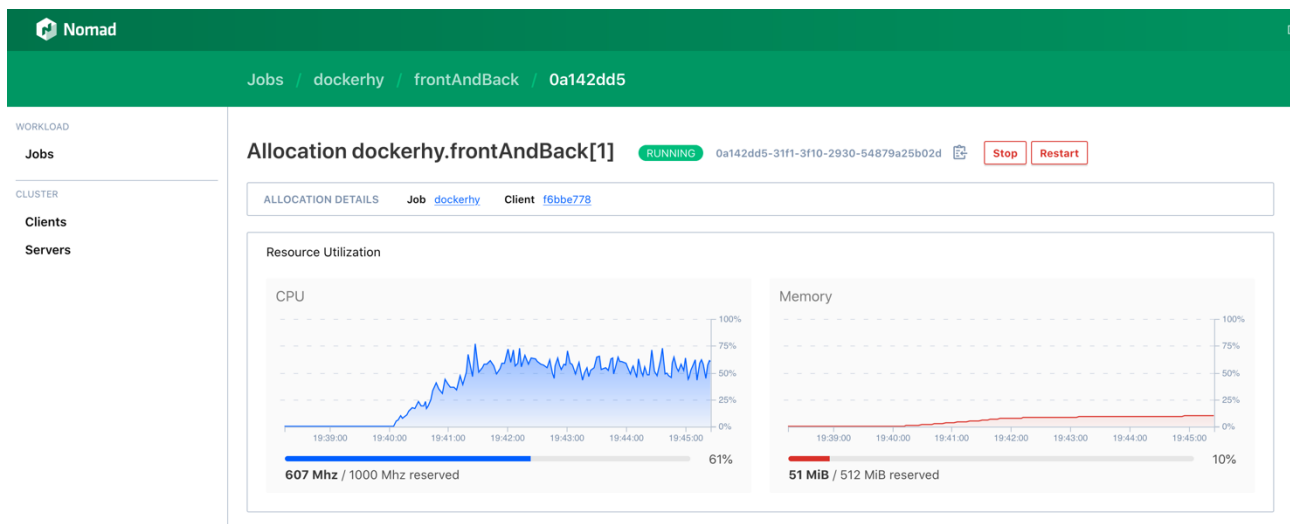 Nomad
Jobs / dockerhy / frontAndBack / 0a142dd5
WORKLOAD
Jobs
CLUSTER
Clients
Servers
Allocation dockerhy.frontAndBack[1] RUNNING 0a142dd5-31f1-3f10-2930-54879a25b02d Stop Restart
ALLOCATION DETAILS Job dockerhy Client f6bbe778
Resource Utilization
CPU
100%
75%
50%
25%
0%
19:39:00 19:40:00 19:41:00 19:42:00 19:43:00 19:44:00 19:45:00
61%
607 Mhz / 1000 Mhz reserved
Memory
100%
75%
50%
25%
0%
19:39:00 19:40:00 19:41:00 19:42:00 19:43:00 19:44:00 19:45:00
10%
51 MiB / 512 MiB reserved